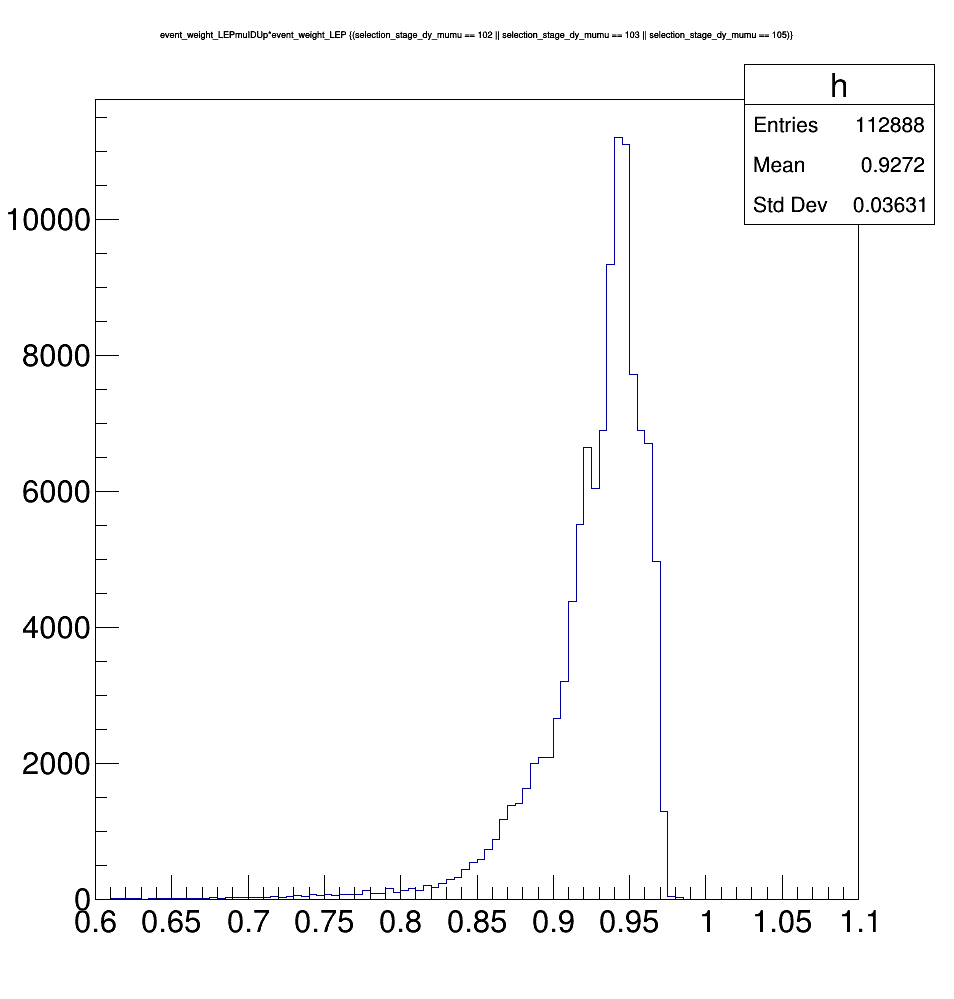 event_weight_LEPmuIDUp*event_weight_LEP {(selection_stage_dy_mumu == 102 || selection_stage_dy_mumu == 103 || selection_stage_dy_mumu == 105)}
h
Entries 112888
Mean 0.9272
Std Dev 0.03631
10000
8000
6000
4000
2000
0
0.6 0.65 0.7 0.75 0.8 0.85 0.9 0.95 1 1.05 1.1